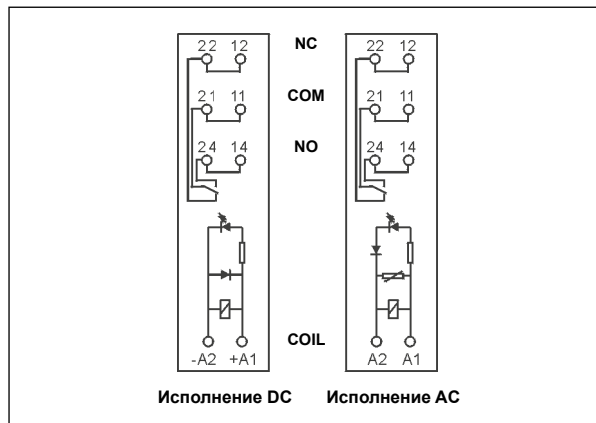 22 12 NC 22 12
21 11 COM 21 11
24 14 NO 24 14
COIL
-A2 +A1 A2 A1
Исполнение DC Исполнение AC